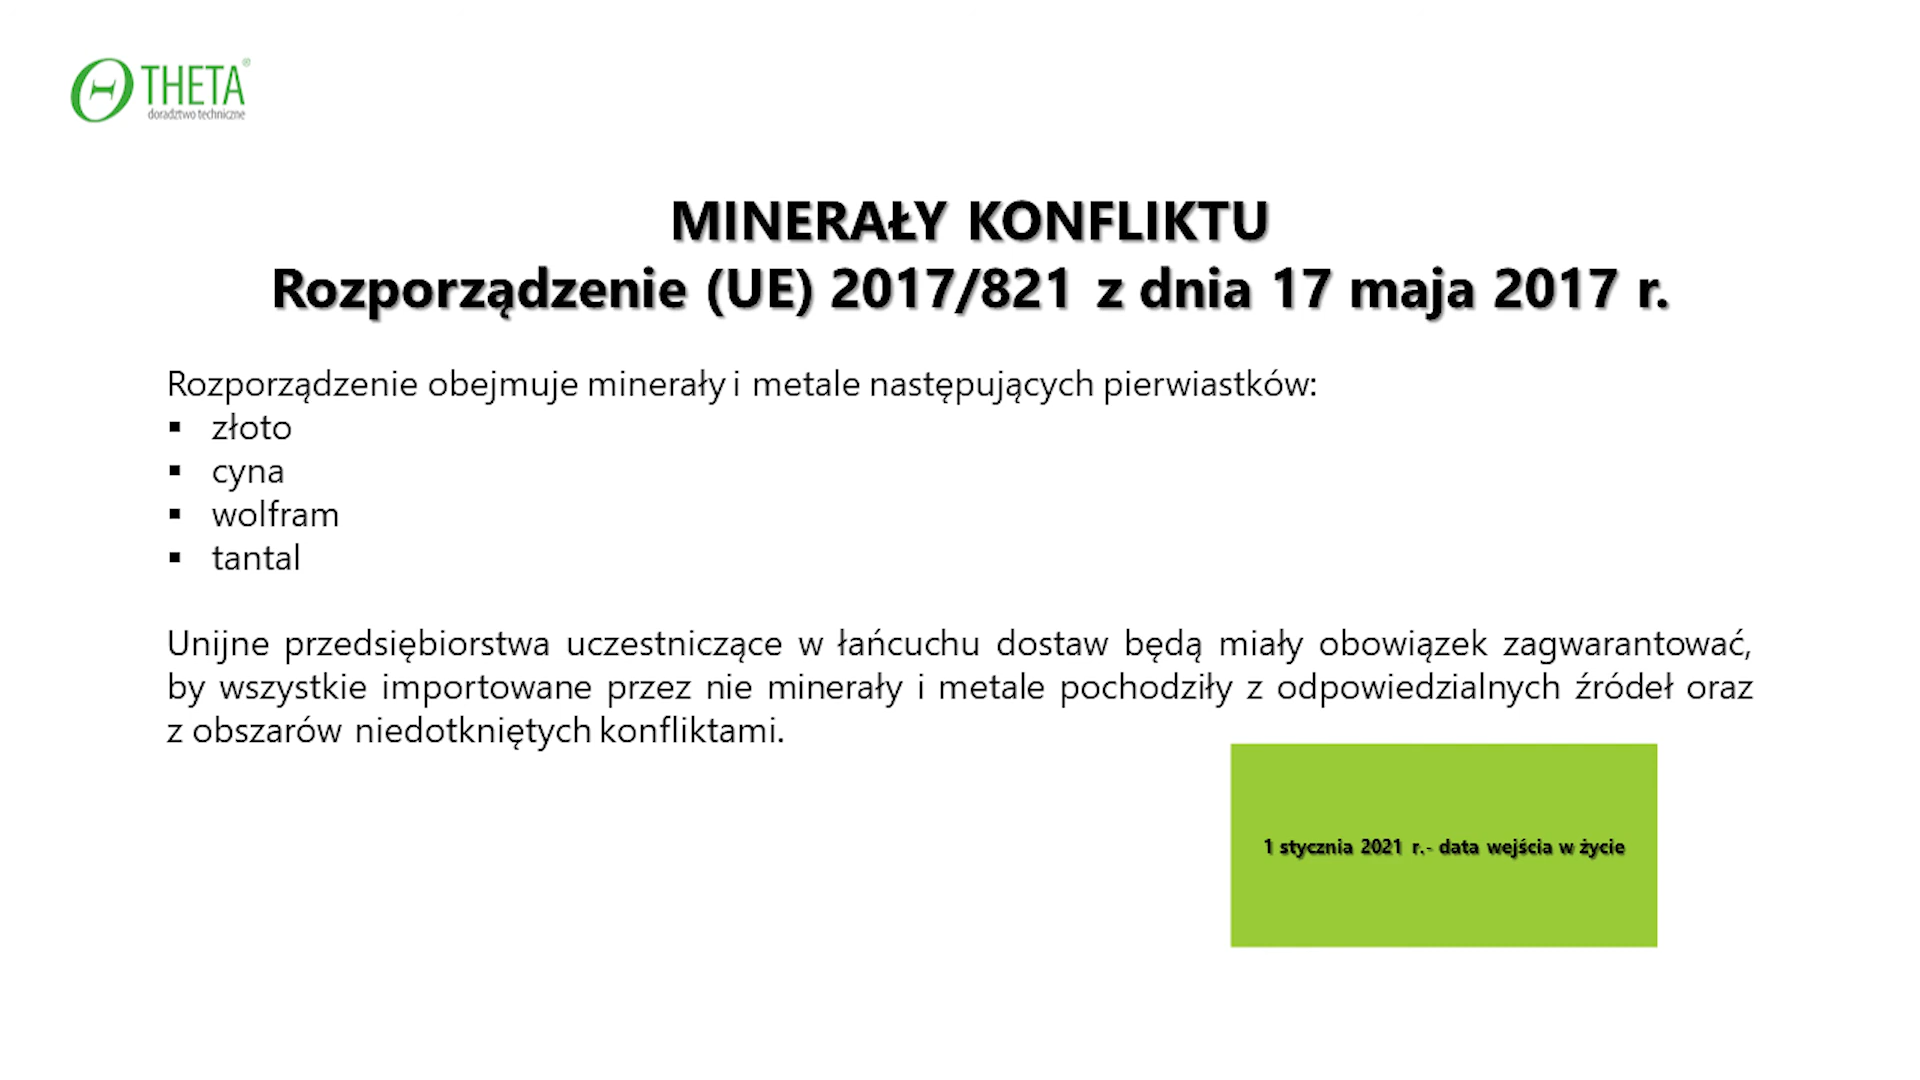 THETA®
doradztwo techniczne
MINERAŁY KONFLIKTU
Rozporządzenie (UE) 2017/821 z dnia 17 maja 2017 r.
Rozporządzenie obejmuje minerały i metale następujących pierwiastków:
▪ złoto
▪ cyna
▪ wolfram
▪ tantal
Unijne przedsiębiorstwa uczestniczące w łańcuchu dostaw będą miały obowiązek zagwarantować,
by wszystkie importowane przez nie minerały i metale pochodziły z odpowiedzialnych źródeł oraz
z obszarów niedotkniętych konfliktami.
1 stycznia 2021 r.- data wejścia w życie